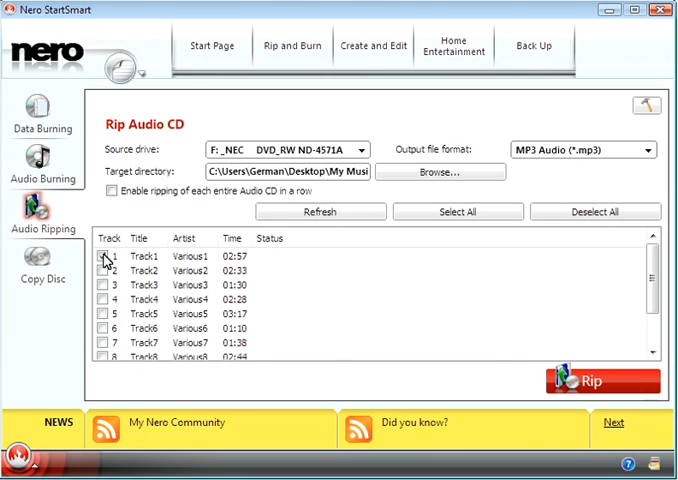 Nero StartSmart
nero
Start Page
Rip and Burn
Create and Edit
Home
Entertainment
Back Up
Data Burning
Audio Burning
Audio Ripping
Copy Disc
Rip Audio CD
Source drive:
F: _NEC DVD_RW ND-4571A
Output file format:
MP3 Audio (*.mp3)
Target directory:
C:\Users\German\Desktop\My Musi
Browse...
Enable ripping of each entire Audio CD in a row
Refresh
Select All
Deselect All
Track Title Artist Time Status
1 Track1 Various1 02:57
2 Track2 Various2 02:33
3 Track3 Various3 01:30
4 Track4 Various4 02:28
5 Track5 Various5 03:17
6 Track6 Various6 01:10
7 Track7 Various7 01:38
8 Track8 Various8 02:44
Rip
NEWS
My Nero Community
Did you know?
Next